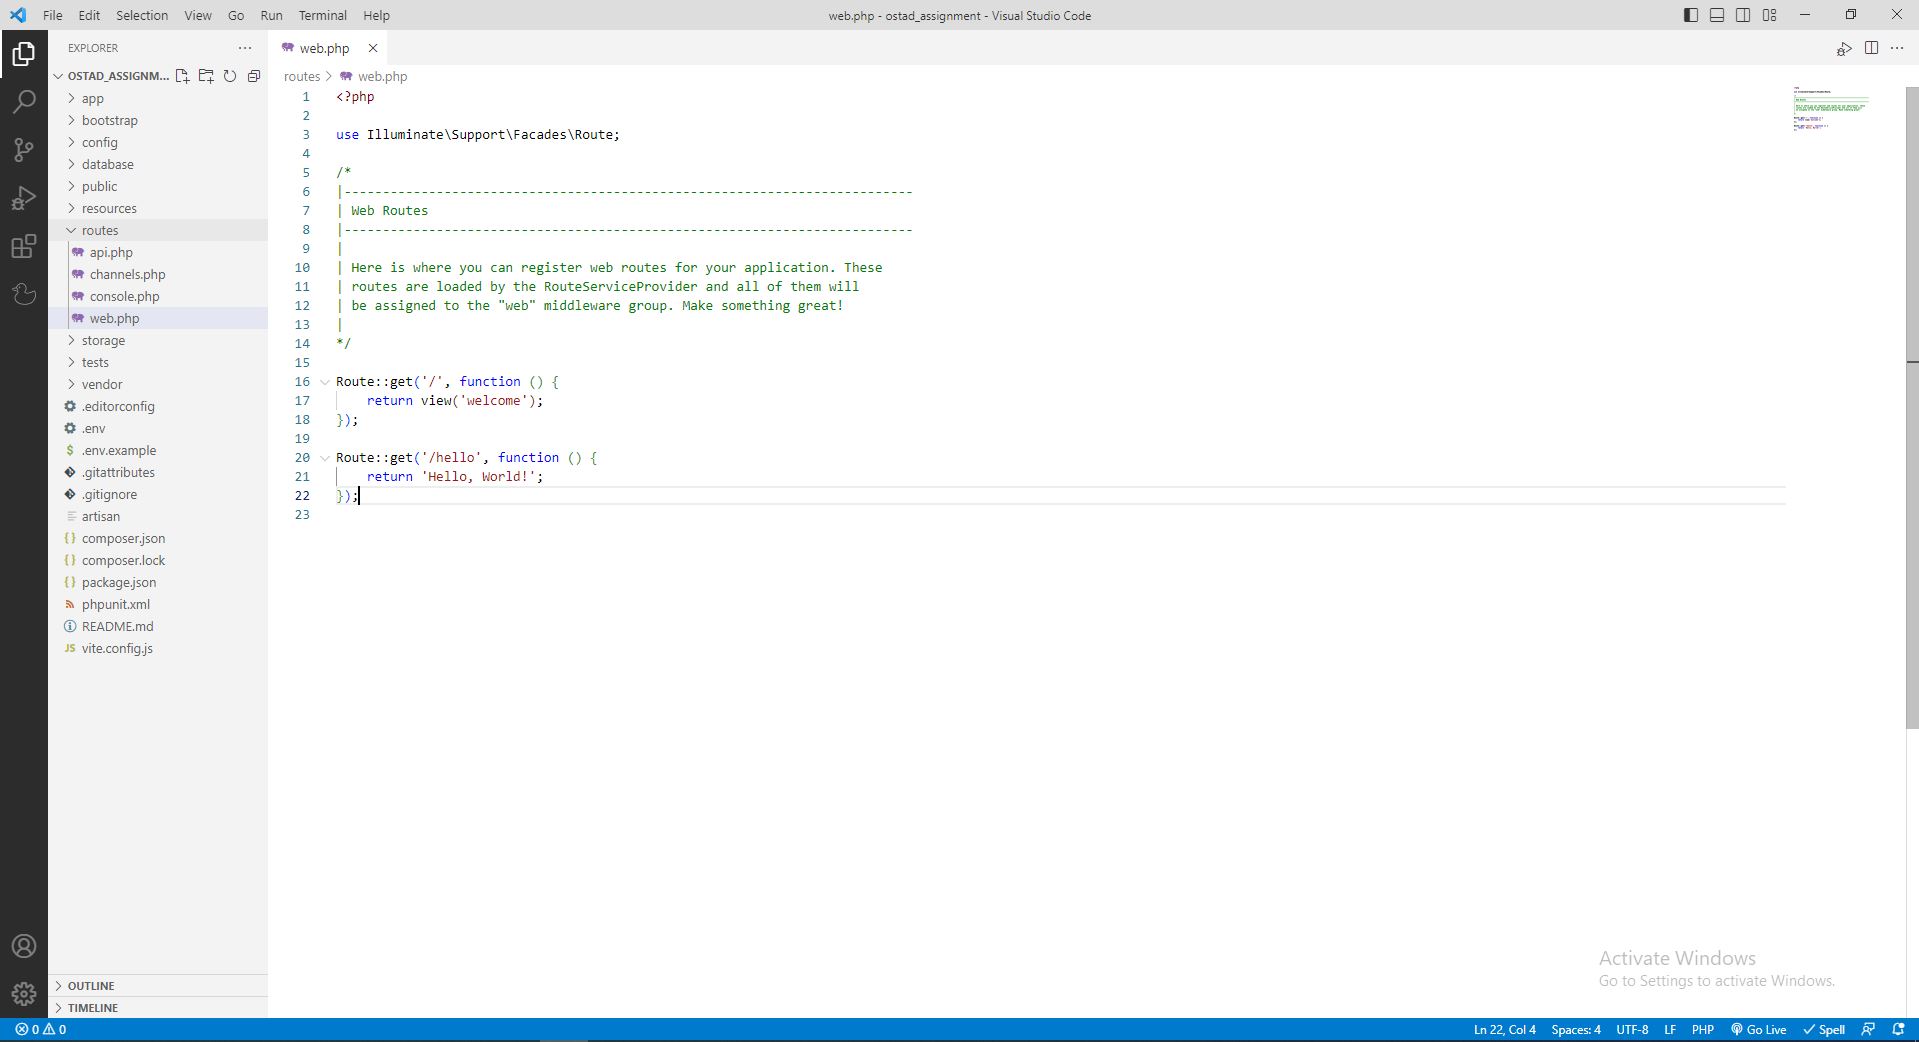 File Edit Selection View Go Run Terminal Help
web.php - ostad_assignment - Visual Studio Code
EXPLORER
OSTAD_ASSIGNM...
app
bootstrap
config
database
public
resources
routes
api.php
channels.php
console.php
web.php
storage
tests
vendor
.editorconfig
.env
$ .env.example
.gitattributes
.gitignore
artisan
{} composer.json
{} composer.lock
{} package.json
phpunit.xml
README.md
JS vite.config.js
OUTLINE
TIMELINE
web.php
routes > web.php
1 <?php
2
3 use Illuminate\Support\Facades\Route;
4
5 /*
6 |--------------------------------------------------------------------------
7 | Web Routes
8 |--------------------------------------------------------------------------
9 |
10 | Here is where you can register web routes for your application. These
11 | routes are loaded by the RouteServiceProvider and all of them will
12 | be assigned to the "web" middleware group. Make something great!
13 |
14 */
15
16 Route::get('/', function () {
17     return view('welcome');
18 });
19
20 Route::get('/hello', function () {
21     return 'Hello, World!';
22 });
23
Activate Windows
Go to Settings to activate Windows.
0 0
Ln 22, Col 4 Spaces: 4 UTF-8 LF PHP Go Live Spell